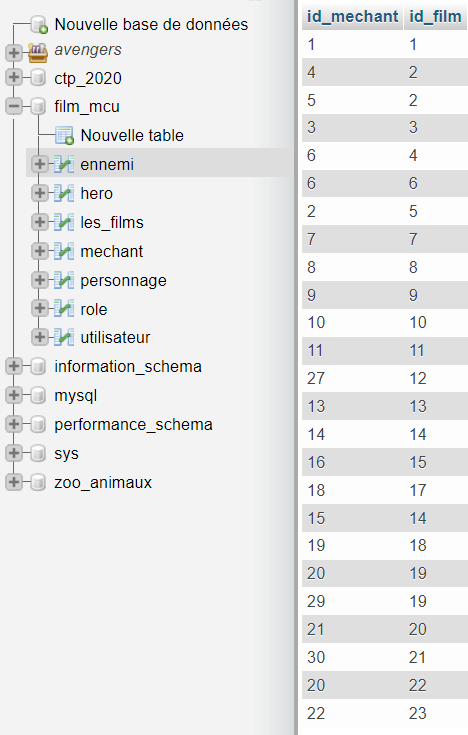 Nouvelle base de données
avengers
ctp_2020
film_mcu
Nouvelle table
ennemi
hero
les_films
mechant
personnage
role
utilisateur
information_schema
mysql
performance_schema
sys
zoo_animaux
id_mechant id_film
1 1
4 2
5 2
3 3
6 4
6 6
2 5
7 7
8 8
9 9
10 10
11 11
27 12
13 13
14 14
16 15
18 17
15 14
19 18
20 19
29 19
21 20
30 21
20 22
22 23